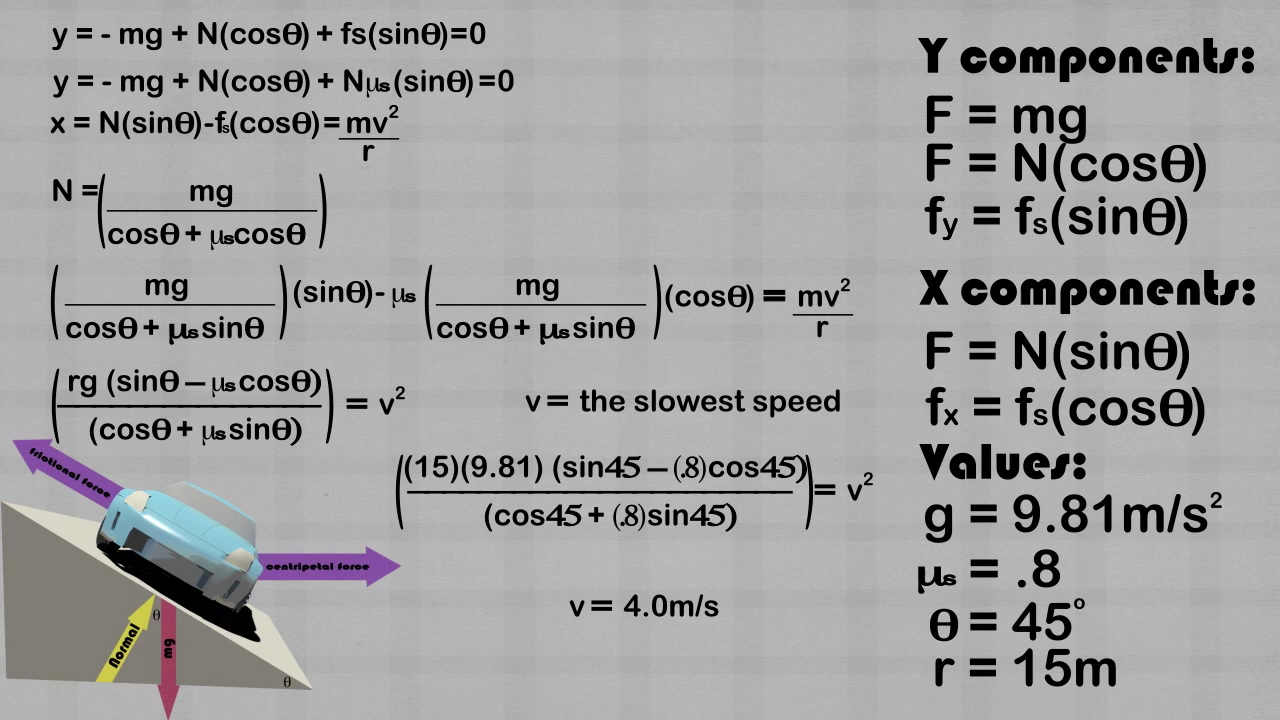 y = - mg + N(cosθ) + fs(sinθ)=0
y = - mg + N(cosθ) + Nμs(sinθ)=0
x = N(sinθ)-fs(cosθ)= mv²/r
N = (mg/(cosθ + μscosθ))
(mg/(cosθ + μssinθ))(sinθ)- μs(mg/(cosθ + μssinθ))(cosθ) = mv²/r
(rg (sinθ – μscosθ)/(cosθ + μssinθ)) = v²
v = the slowest speed
((15)(9.81) (sin45 – (.8)cos45)/(cos45 + (.8)sin45)) = v²
v = 4.0m/s
frictional force
centripetal force
Normal
mg
θ
θ
Y components:
F = mg
F = N(cosθ)
fy = fs(sinθ)
X components:
F = N(sinθ)
fx = fs(cosθ)
Values:
g = 9.81m/s²
μs = .8
θ = 45°
r = 15m